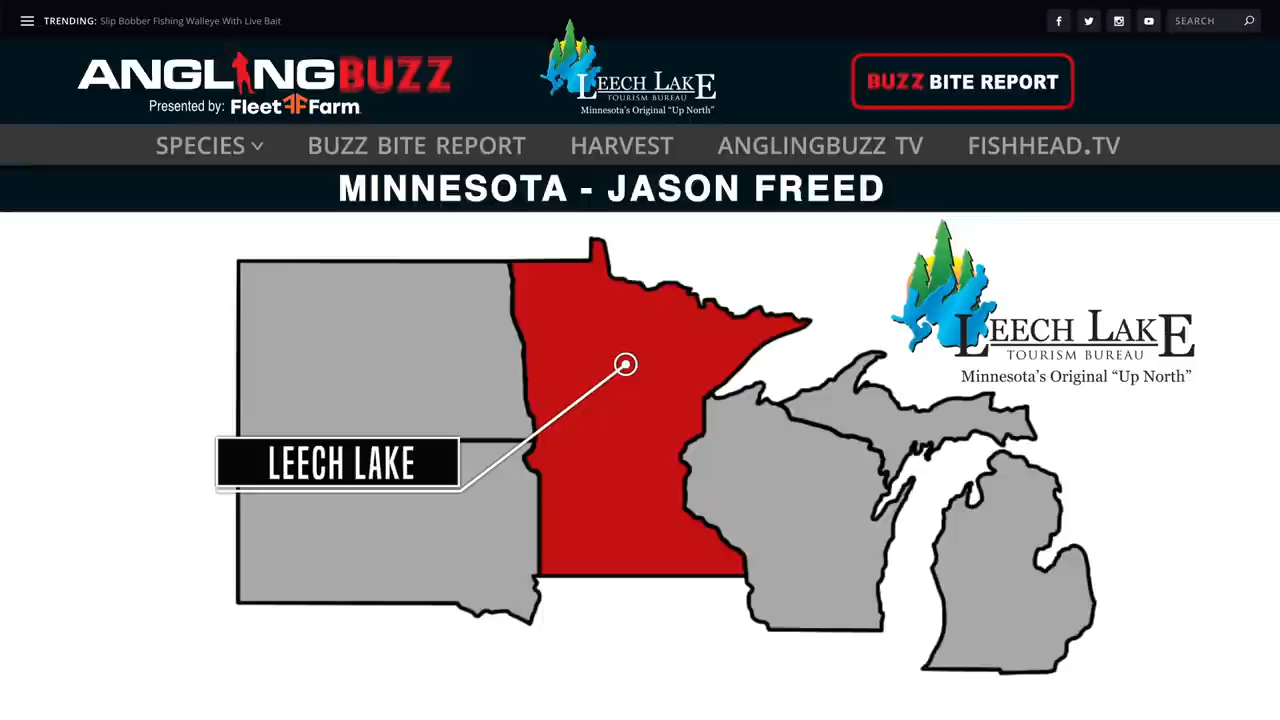 TRENDING: Slip Bobber Fishing Walleye With Live Bait
SEARCH
ANGLINGBUZZ
Presented by: Fleet Farm
LEECH LAKE
TOURISM BUREAU
Minnesota's Original "Up North"
BUZZ BITE REPORT
SPECIES BUZZ BITE REPORT HARVEST ANGLINGBUZZ TV FISHHEAD.TV
MINNESOTA - JASON FREED
LEECH LAKE
TOURISM BUREAU
Minnesota's Original "Up North"
LEECH LAKE